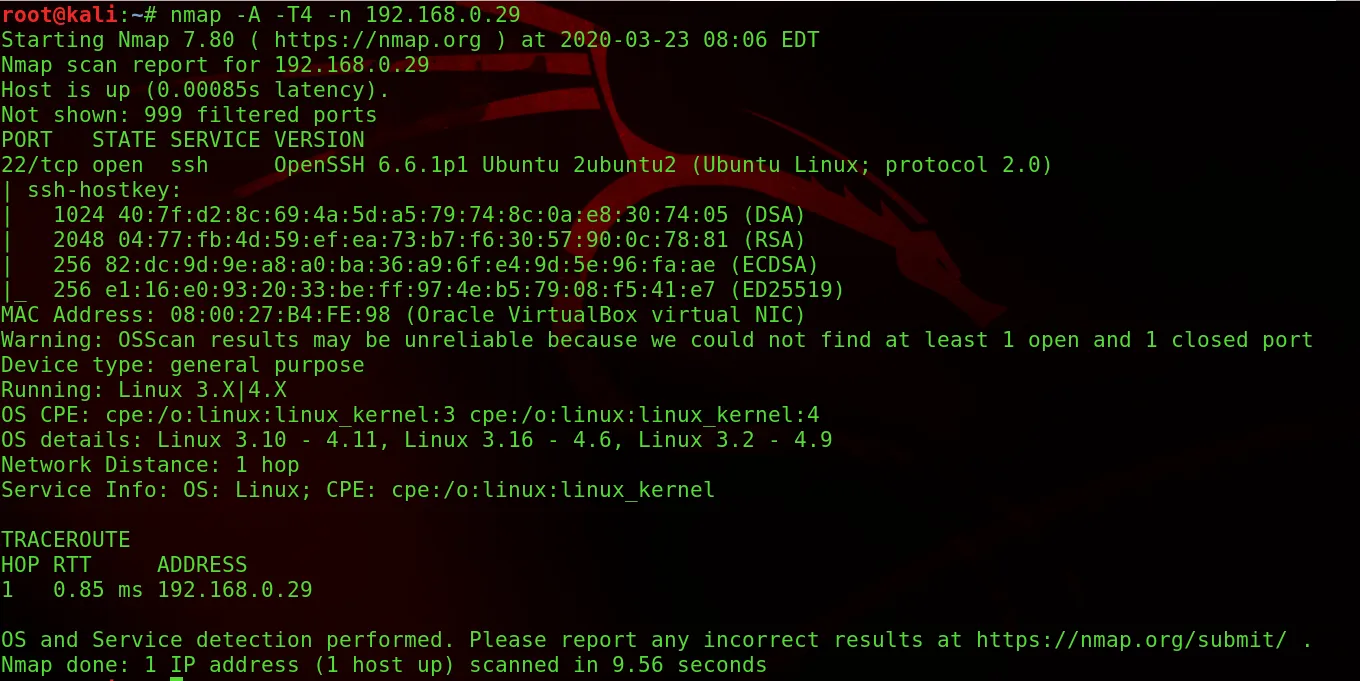 root@kali:~# nmap -A -T4 -n 192.168.0.29
Starting Nmap 7.80 ( https://nmap.org ) at 2020-03-23 08:06 EDT
Nmap scan report for 192.168.0.29
Host is up (0.00085s latency).
Not shown: 999 filtered ports
PORT   STATE SERVICE VERSION
22/tcp open  ssh     OpenSSH 6.6.1p1 Ubuntu 2ubuntu2 (Ubuntu Linux; protocol 2.0)
| ssh-hostkey:
|   1024 40:7f:d2:8c:69:4a:5d:a5:79:74:8c:0a:e8:30:74:05 (DSA)
|   2048 04:77:fb:4d:59:ef:ea:73:b7:f6:30:57:90:0c:78:81 (RSA)
|   256 82:dc:9d:9e:a8:a0:ba:36:a9:6f:e4:9d:5e:96:fa:ae (ECDSA)
|_  256 e1:16:e0:93:20:33:be:ff:97:4e:b5:79:08:f5:41:e7 (ED25519)
MAC Address: 08:00:27:B4:FE:98 (Oracle VirtualBox virtual NIC)
Warning: OSScan results may be unreliable because we could not find at least 1 open and 1 closed port
Device type: general purpose
Running: Linux 3.X|4.X
OS CPE: cpe:/o:linux:linux_kernel:3 cpe:/o:linux:linux_kernel:4
OS details: Linux 3.10 - 4.11, Linux 3.16 - 4.6, Linux 3.2 - 4.9
Network Distance: 1 hop
Service Info: OS: Linux; CPE: cpe:/o:linux:linux_kernel

TRACEROUTE
HOP RTT     ADDRESS
1   0.85 ms 192.168.0.29

OS and Service detection performed. Please report any incorrect results at https://nmap.org/submit/ .
Nmap done: 1 IP address (1 host up) scanned in 9.56 seconds